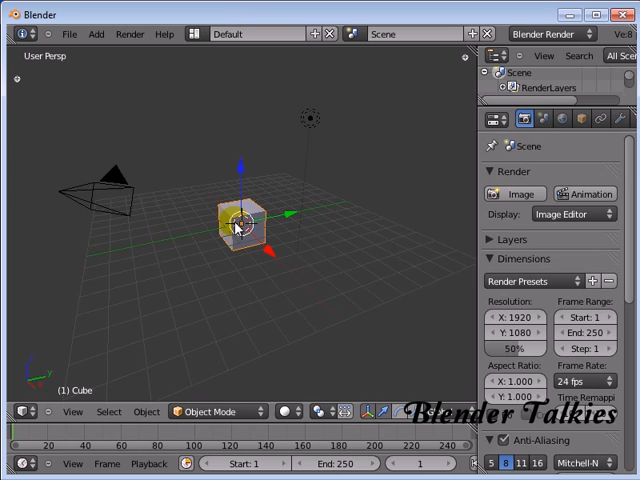 Blender
File Add Render Help Default Scene Blender Render Ve:8
User Persp
View Search All Scen
Scene
RenderLayers
Scene
Render
Image Animation
Display: Image Editor
Layers
Dimensions
Render Presets
Resolution: Frame Range:
X: 1920 Start: 1
Y: 1080 End: 250
50% Step: 1
Aspect Ratio: Frame Rate:
X: 1.000 24 fps
Y: 1.000 Time Remappi
(1) Cube
View Select Object Object Mode
Blender Talkies
Anti-Aliasing
20 40 60 80 100 120 140 160 180 200 220 240
View Frame Playback Start: 1 End: 250 1
5 8 11 16 Mitchell-N
x y z